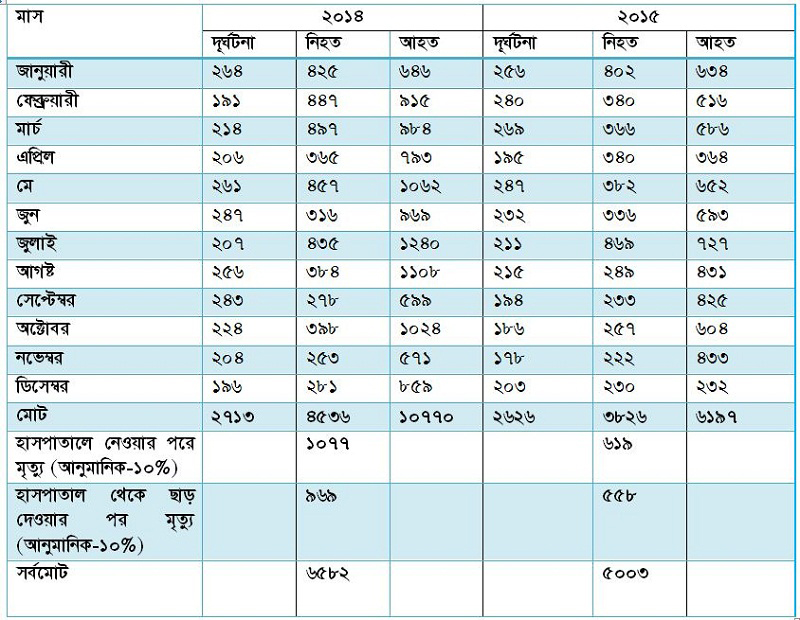 মাস ২০১৪ ২০১৫
দূর্ঘটনা নিহত আহত দূর্ঘটনা নিহত আহত
জানুয়ারী ২৬৪ ৪২৫ ৬৪৬ ২৫৬ ৪০২ ৬৩৪
ফেব্রুয়ারী ১৯১ ৪৪৭ ৯১৫ ২৪০ ৩৪০ ৫১৬
মার্চ ২১৪ ৪৯৭ ৯৮৪ ২৬৯ ৩৬৬ ৫৮৬
এপ্রিল ২০৬ ৩৬৫ ৭৯৩ ১৯৫ ৩৪০ ৩৬৪
মে ২৬১ ৪৫৭ ১০৬২ ২৪৭ ৩৮২ ৬৫২
জুন ২৪৭ ৩১৬ ৯৬৯ ২৩২ ৩৩৬ ৫৯৩
জুলাই ২০৭ ৪৩৫ ১২৪০ ২১১ ৪৬৯ ৭২৭
আগষ্ট ২৫৬ ৩৮৪ ১১০৮ ২১৫ ২৪৯ ৪৩১
সেপ্টেম্বর ২৪৩ ২৭৮ ৫৯৯ ১৯৪ ২৩৩ ৪২৫
অক্টোবর ২২৪ ৩৯৮ ১০২৪ ১৮৬ ২৫৭ ৬০৪
নভেম্বর ২০৪ ২৫৩ ৫৭১ ১৭৮ ২২২ ৪৩৩
ডিসেম্বর ১৯৬ ২৮১ ৮৫৯ ২০৩ ২৩০ ২৩২
মোট ২৭১৩ ৪৫৩৬ ১০৭৭০ ২৬২৬ ৩৮২৬ ৬১৯৭
হাসপাতালে নেওয়ার পরে ১০৭৭ ৬১৯
মৃত্যু (আনুমানিক-১০%)
হাসপাতাল থেকে ছাড় ৯৬৯ ৫৫৮
দেওয়ার পর মৃত্যু
(আনুমানিক-১০%)
সর্বমোট ৬৫৮২ ৫০০৩